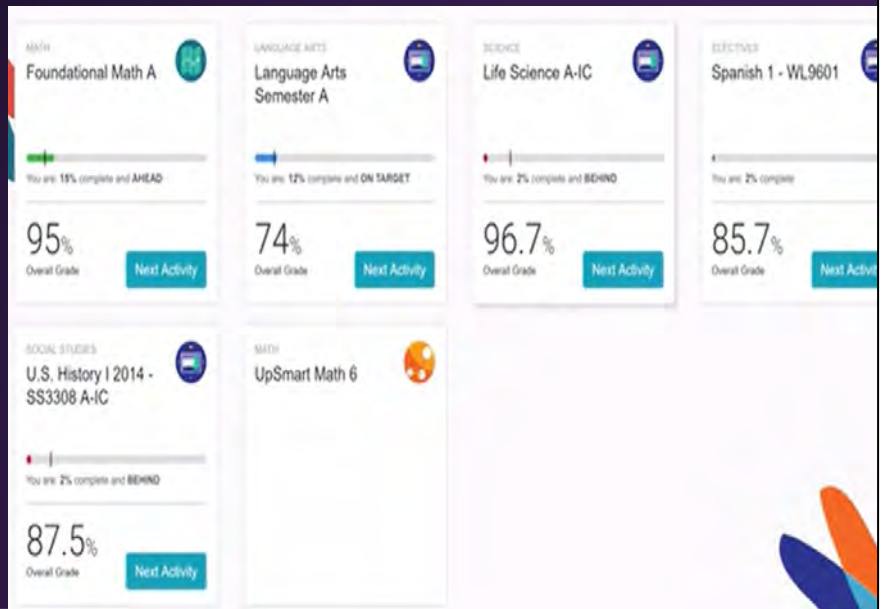 MATH
Foundational Math A
You are: 15% complete and AHEAD
95%
Overall Grade
Next Activity
LANGUAGE ARTS
Language Arts
Semester A
You are: 12% complete and ON TARGET
74%
Overall Grade
Next Activity
SCIENCE
Life Science A-IC
You are: 2% complete and BEHIND
96.7%
Overall Grade
Next Activity
ELECTIVES
Spanish 1 - WL9601
You are: 2% complete
85.7%
Overall Grade
Next Activit
SOCIAL STUDIES
U.S. History I 2014 -
SS3308 A-IC
You are: 2% complete and BEHIND
87.5%
Overall Grade
Next Activity
MATH
UpSmart Math 6